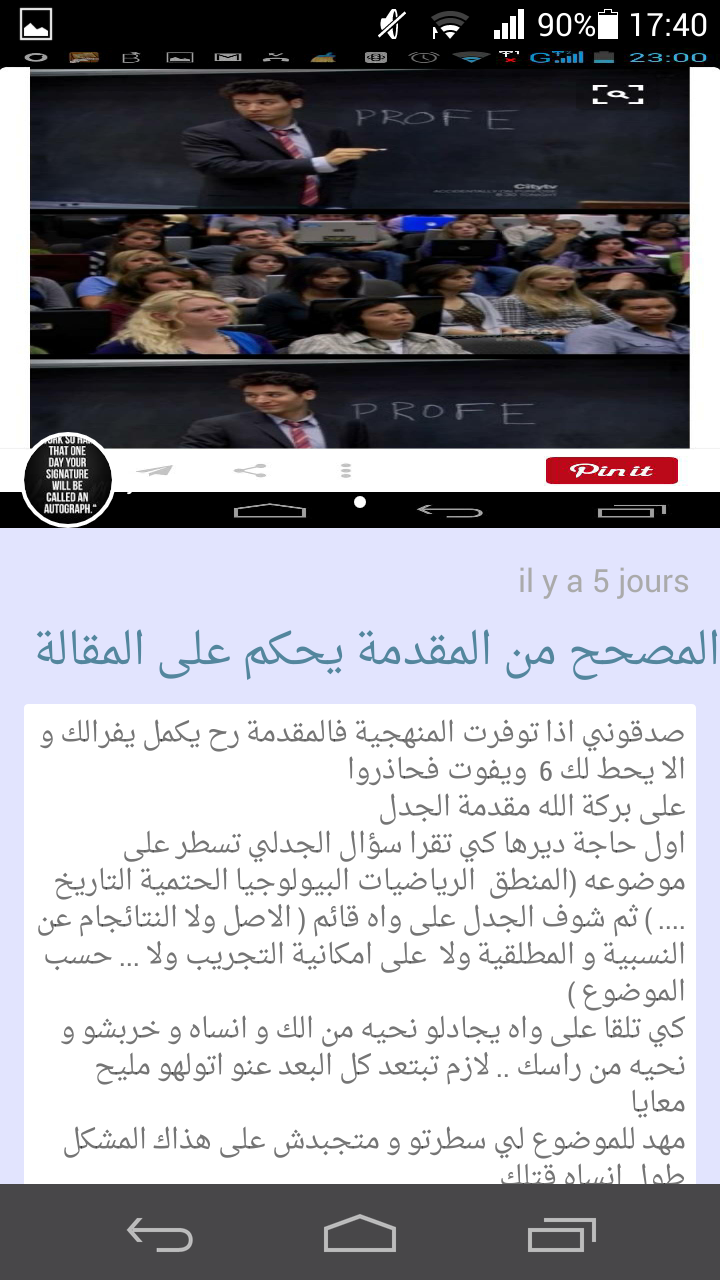 90% 17:40
23:00
PROFE
Citytv
PROFE
THAT ONE
DAY YOUR
SIGNATURE
WILL BE
CALLED AN
AUTOGRAPH."
Pin it
il y a 5 jours
المصحح من المقدمة يحكم على المقالة
صدقوني اذا توفرت المنهجية فالمقدمة رح يكمل يفرالك و
الا يحط لك 6 ويفوت فحاذروا
على بركة الله مقدمة الجدل
اول حاجة ديرها كي تقرا سؤال الجدلي تسطر على
موضوعه (المنطق الرياضيات البيولوجيا الحتمية التاريخ
.... ) ثم شوف الجدل على واه قائم ( الاصل ولا النتائجام عن
النسبية و المطلقية ولا على امكانية التجريب ولا ... حسب
الموضوع )
كي تلقا على واه يجادلو نحيه من الك و انساه و خربشو و
نحيه من راسك .. لازم تبتعد كل البعد عنو اتولهو مليح
معايا
مهد للموضوع لي سطرتو و متجبدش على هذاك المشكل
طول انساه قتلك